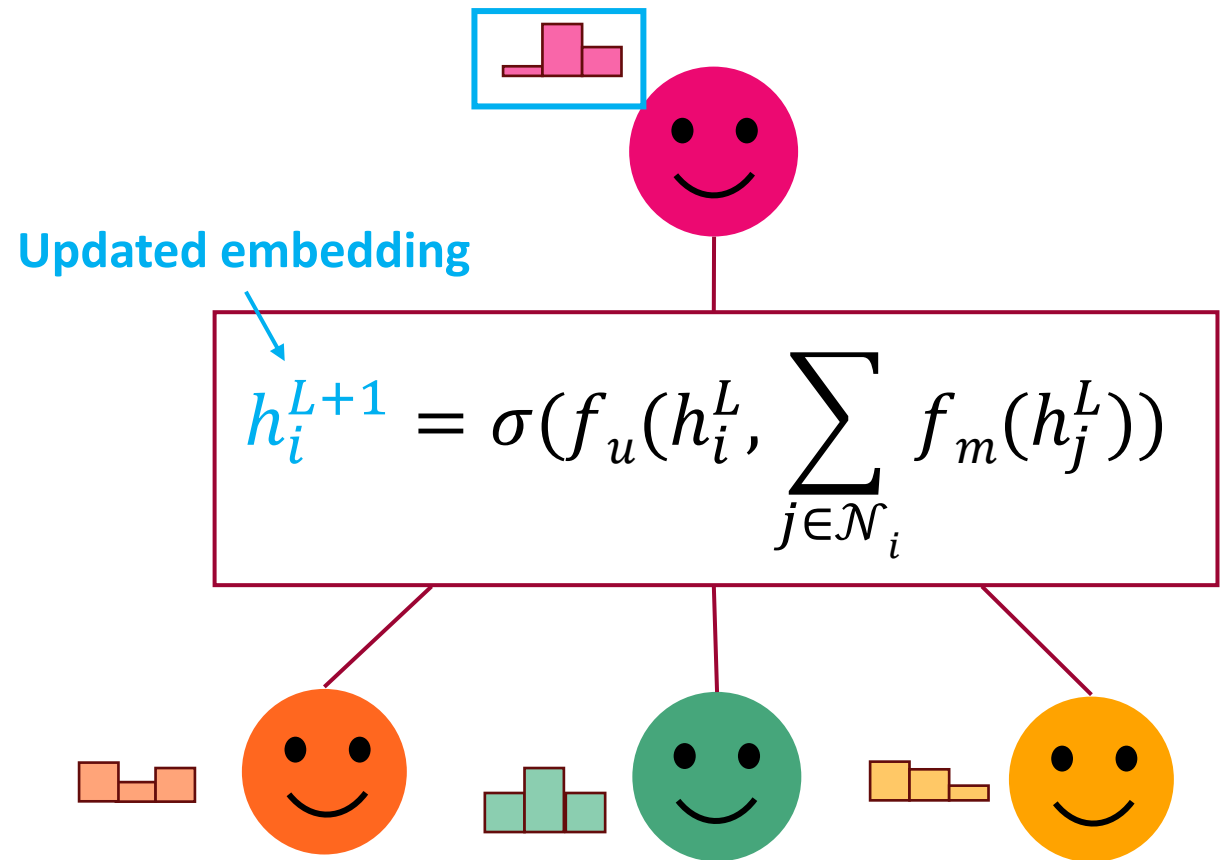 Updated embedding
h_i^{L+1} = σ(f_u(h_i^L, ∑_{j∈𝒩_i} f_m(h_j^L))